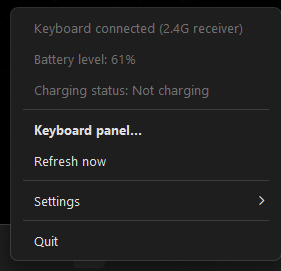 Keyboard connected (2.4G receiver)
Battery level: 61%
Charging status: Not charging
Keyboard panel...
Refresh now
Settings
Quit